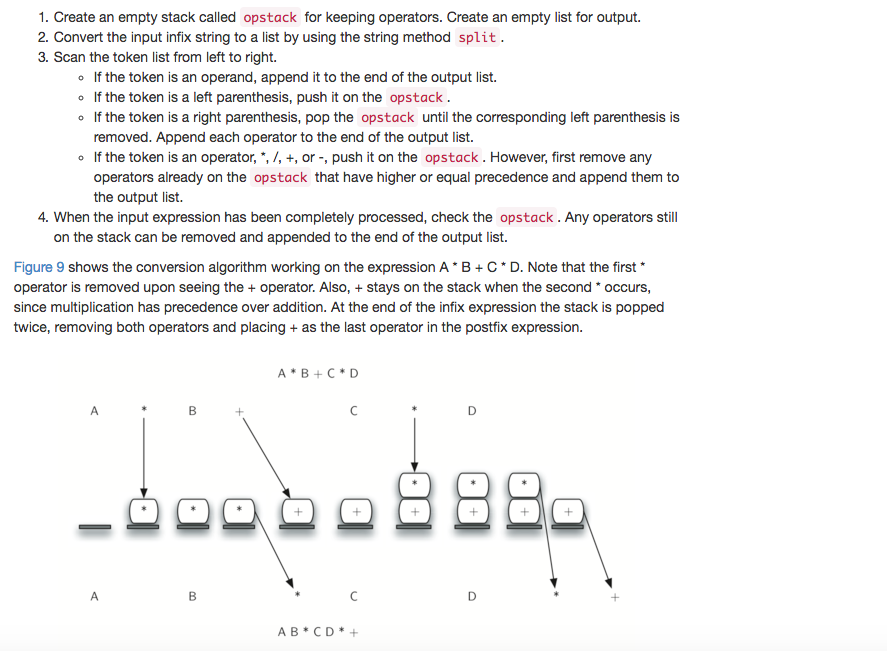 1. Create an empty stack called opstack for keeping operators. Create an empty list for output.
2. Convert the input infix string to a list by using the string method split.
3. Scan the token list from left to right.
◦ If the token is an operand, append it to the end of the output list.
◦ If the token is a left parenthesis, push it on the opstack.
◦ If the token is a right parenthesis, pop the opstack until the corresponding left parenthesis is
removed. Append each operator to the end of the output list.
◦ If the token is an operator, *, /, +, or -, push it on the opstack. However, first remove any
operators already on the opstack that have higher or equal precedence and append them to
the output list.
4. When the input expression has been completely processed, check the opstack. Any operators still
on the stack can be removed and appended to the end of the output list.
Figure 9 shows the conversion algorithm working on the expression A * B + C * D. Note that the first *
operator is removed upon seeing the + operator. Also, + stays on the stack when the second * occurs,
since multiplication has precedence over addition. At the end of the infix expression the stack is popped
twice, removing both operators and placing + as the last operator in the postfix expression.
A * B + C * D
A * B + C * D
* * *
* * * + + + + + +
A B * C D * +
A B * C D * +